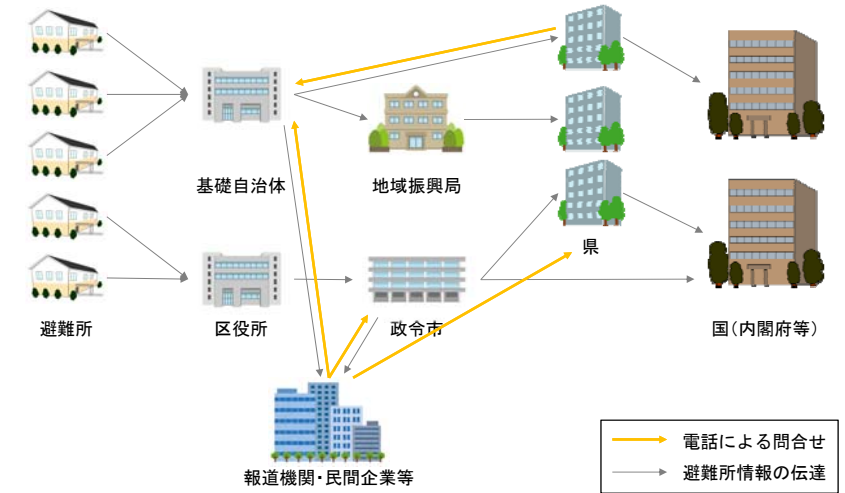 基礎自治体
地域振興局
県
避難所
区役所
政令市
国(内閣府等)
報道機関・民間企業等
電話による問合せ
避難所情報の伝達